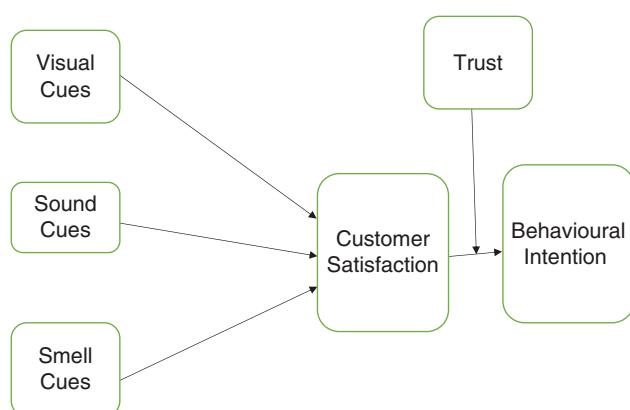 Visual
Cues
Trust
Sound
Cues
Customer
Satisfaction
Behavioural
Intention
Smell
Cues